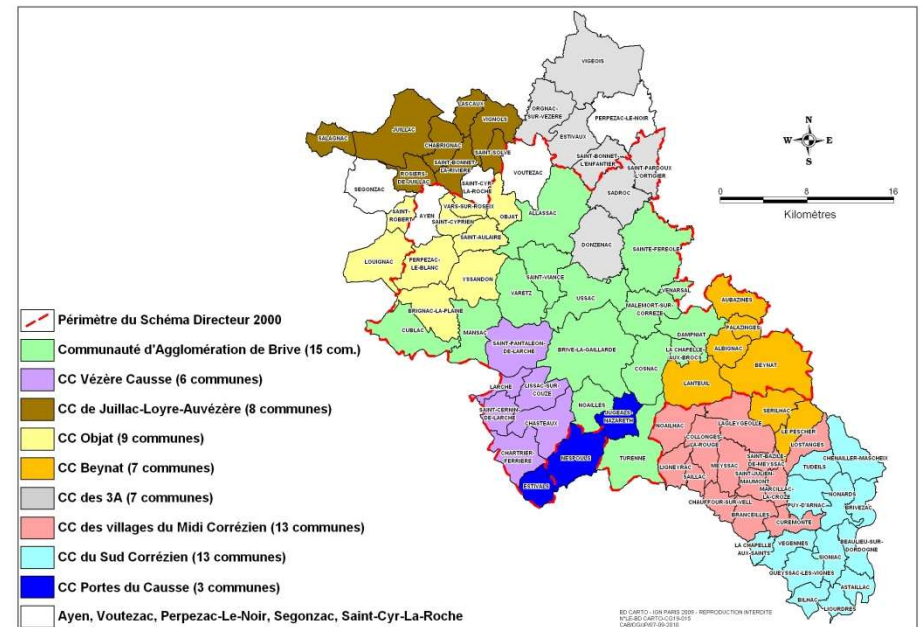 VIGEOIS
LASCAUX
ORGNAC-
SUR-VEZERE
PERPEZAC-LE-NOIR
JUILLAC
VIGNOLS
ESTIVAUX
SALAGNAC
CHABRIGNAC
SAINT-SOLVE
SAINT-BONNET
L'ENFANTIER
SAINT-BONNET
LA-RIVIERE
SAINT-PARDOUX
L'ORTIGIER
ROSIERS
DE-JUILLAC
SAINT-CYR
LA-ROCHE
VOUTEZAC
SEGONZAC
SADROC
VARS-SUR-ROSEIX
SAINT-
ROBERT
AYEN
OBJAT
ALLASSAC
SAINT-CYPRIEN
SAINT-AULAIRE
DONZENAC
SAINTE-FEREOLE
LOUIGNAC
PERPEZAC-
LE-BLANC
YSSANDON
SAINT-VIANCE
VARETZ
USSAC
VENARSAL
MALEMORT-SUR-
CORREZE
AUBAZINES
BRIGNAC-LA-PLAINE
CUBLAC
MANSAC
DAMPNIAT
PALAZINGES
SAINT-PANTALEON-
DE-LARCHE
BRIVE-LA-GAILLARDE
LA CHAPELLE-
AUX-BROCS
ALBIGNAC
COSNAC
BEYNAT
LANTEUIL
LARCHE
LISSAC-SUR-
COUZE
SAINT-CERNIN-
DE-LARCHE
NOAILLES
JUGEALS-
NAZARETH
SERILHAC
CHASTEAUX
NOAILHAC
LAGLEYGEOLLE
LE PESCHER
LOSTANGES
COLLONGES
LA-ROUGE
CHARTRIER-
FERRIERE
NESPOULS
TURENNE
LIGNEYRAC
SAILLAC
MEYSSAC
SAINT-BAZILE-
DE-MEYSSAC
SAINT-JULIEN-
MAUMONT
CHENAILLER-MASCHEIX
TUDEILS
ESTIVALS
MARCILLAC-
LA-CROZE
CHAUFFOUR-SUR-VELL
NONARDS
PUY-D'ARNAC
BRIVEZAC
BRANCEILLES
CUREMONTE
LA CHAPELLE
AUX-SAINTS
VEGENNES
BEAULIEU-SUR-
DORDOGNE
SIONIAC
QUEYSSAC-LES-VIGNES
ASTAILLAC
BILHAC
LIOURDRES
N
W E
S
0 16
Kilomètres
Périmètre du Schéma Directeur 2000
Communauté d'Agglomération de Brive (15 com.)
CC Vézère Causse (6 communes)
CC de Juillac-Loyre-Auvézère (8 communes)
CC Objat (9 communes)
CC Beynat (7 communes)
CC des 3A (7 communes)
CC des villages du Midi Corrézien (13 communes)
CC du Sud Corrézien (13 communes)
CC Portes du Causse (3 communes)
Ayen, Voutezac, Perpezac-Le-Noir, Segonzac, Saint-Cyr-La-Roche
BD CARTO - IGN PARIS 2009 - REPRODUCTION INTERDITE